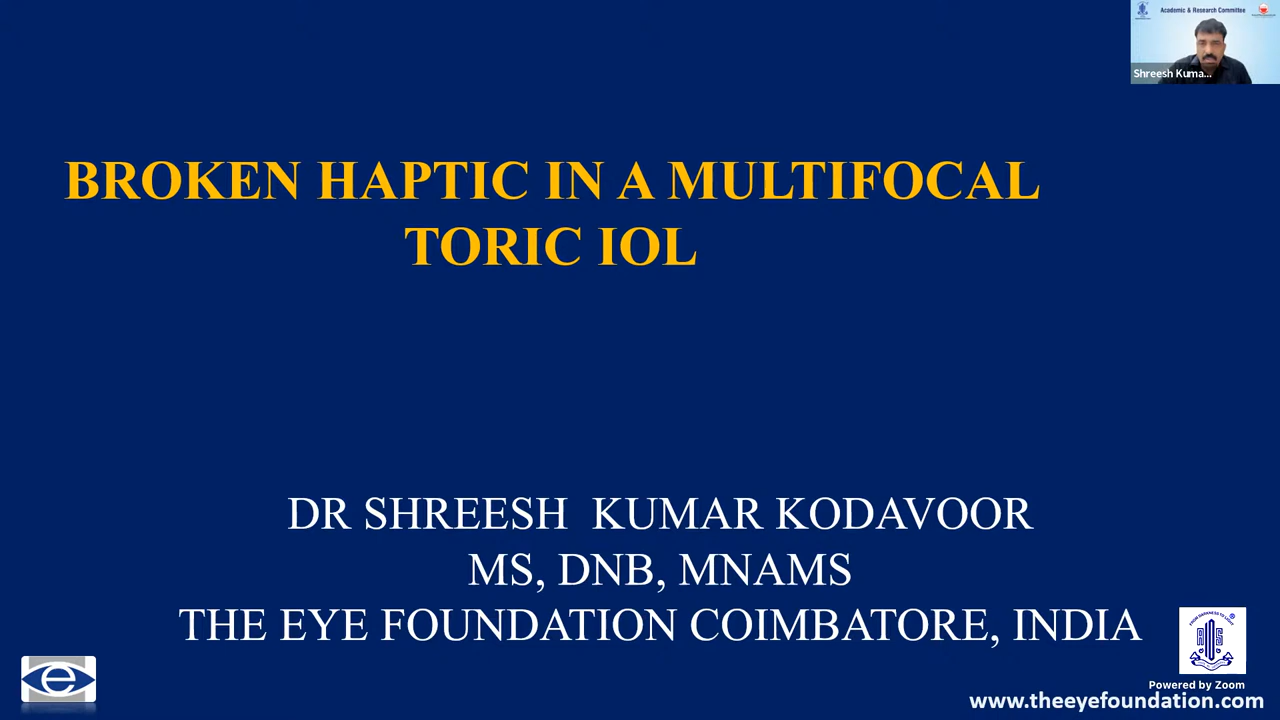 Academic & Research Committee
Shreesh Kuma...
BROKEN HAPTIC IN A MULTIFOCAL
TORIC IOL
DR SHREESH KUMAR KODAVOOR
MS, DNB, MNAMS
THE EYE FOUNDATION COIMBATORE, INDIA
e
Powered by Zoom
www.theeyefoundation.com